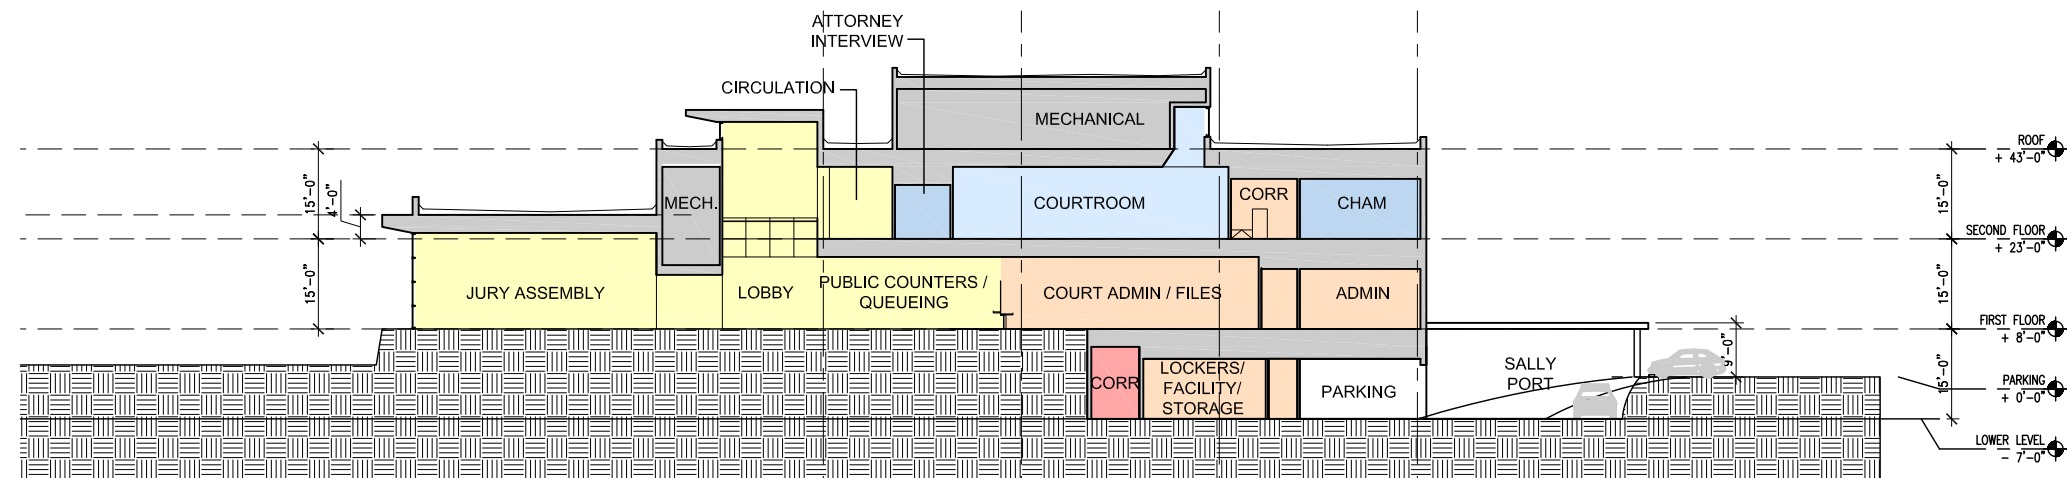 ATTORNEY
INTERVIEW
CIRCULATION
MECHANICAL
MECH.
COURTROOM
CORR
CHAM
JURY ASSEMBLY
LOBBY
PUBLIC COUNTERS /
QUEUEING
COURT ADMIN / FILES
ADMIN
CORR
LOCKERS/
FACILITY/
STORAGE
PARKING
SALLY
PORT
15'-0"
4'-0"
15'-0"
9'-0"
15'-0"
15'-0"
15'-0"
ROOF
+ 43'-0"
SECOND FLOOR
+ 23'-0"
FIRST FLOOR
+ 8'-0"
PARKING
+ 0'-0"
LOWER LEVEL
- 7'-0"